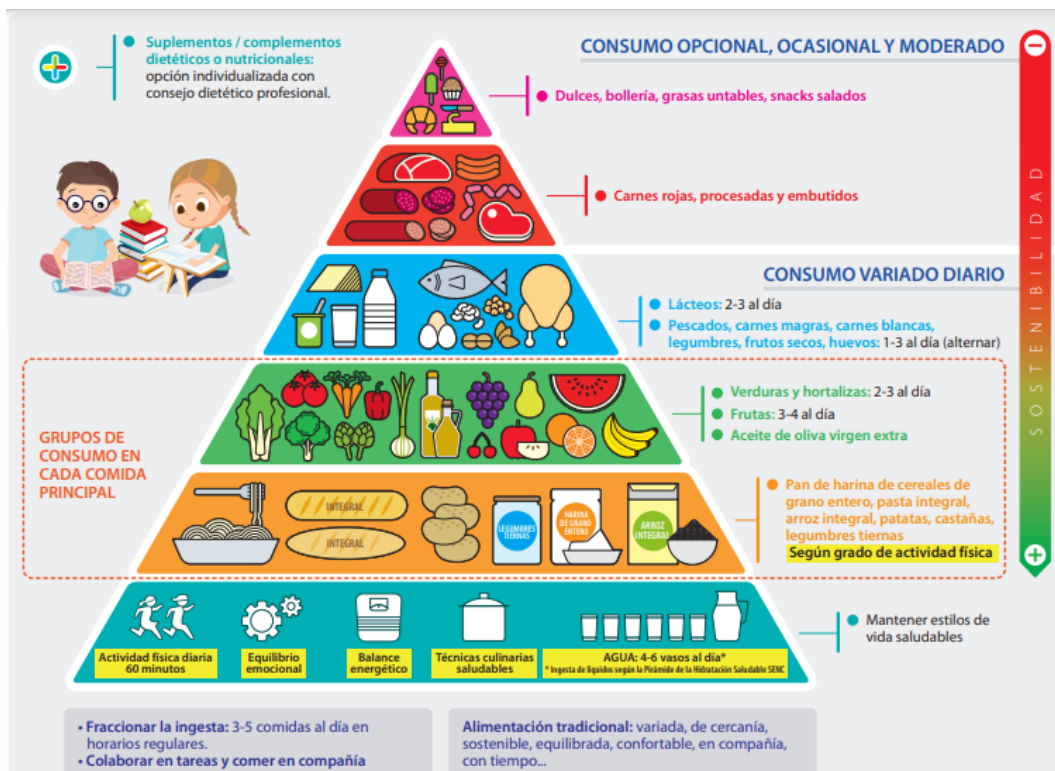 Suplementos / complementos
dietéticos o nutricionales:
opción individualizada con
consejo dietético profesional.
CONSUMO OPCIONAL, OCASIONAL Y MODERADO
Dulces, bollería, grasas untables, snacks salados
Carnes rojas, procesadas y embutidos
CONSUMO VARIADO DIARIO
Lácteos: 2-3 al día
Pescados, carnes magras, carnes blancas,
legumbres, frutos secos, huevos: 1-3 al día (alternar)
SOSTENIBILIDAD
GRUPOS DE
CONSUMO EN
CADA COMIDA
PRINCIPAL
Verduras y hortalizas: 2-3 al día
Frutas: 3-4 al día
Aceite de oliva virgen extra
INTEGRAL
INTEGRAL
LEGUMBRES
TIERNAS
HARINA
DE GRANO
ENTERO
ARROZ
INTEGRAL
Pan de harina de cereales de
grano entero, pasta integral,
arroz integral, patatas, castañas,
legumbres tiernas
Según grado de actividad física
Actividad física diaria
60 minutos
Equilibrio
emocional
Balance
energético
Técnicas culinarias
saludables
AGUA: 4-6 vasos al día*
* Ingesta de líquidos según la Pirámide de la Hidratación Saludable SENC
Mantener estilos de
vida saludables
• Fraccionar la ingesta: 3-5 comidas al día en
horarios regulares.
• Colaborar en tareas y comer en compañía
Alimentación tradicional: variada, de cercanía,
sostenible, equilibrada, confortable, en compañía,
con tiempo...